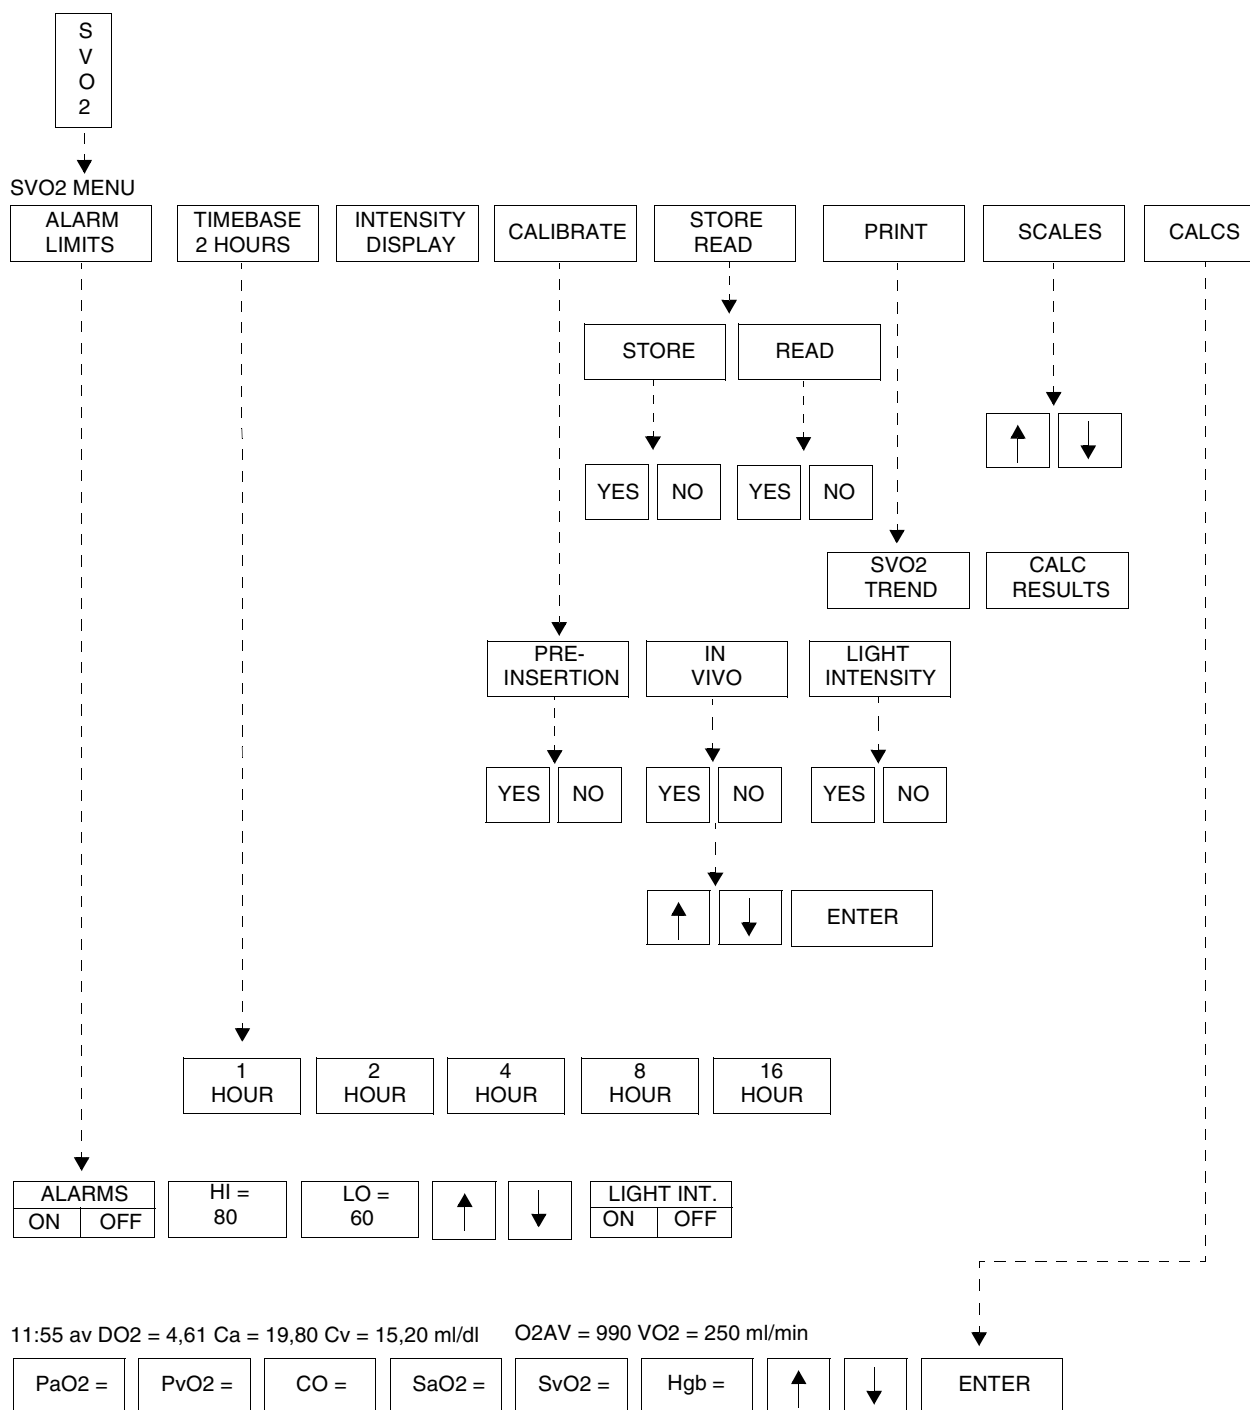 S
V
O
2
SVO2 MENU
ALARM
LIMITS
TIMEBASE
2 HOURS
INTENSITY
DISPLAY
CALIBRATE
STORE
READ
PRINT
SCALES
CALCS
STORE
READ
YES
NO
YES
NO
SVO2
TREND
CALC
RESULTS
PRE-
INSERTION
IN
VIVO
LIGHT
INTENSITY
YES
NO
YES
NO
YES
NO
ENTER
1
HOUR
2
HOUR
4
HOUR
8
HOUR
16
HOUR
ALARMS
ON OFF
HI =
80
LO =
60
LIGHT INT.
ON OFF
11:55 av DO2 = 4,61 Ca = 19,80 Cv = 15,20 ml/dl O2AV = 990 VO2 = 250 ml/min
PaO2 =
PvO2 =
CO =
SaO2 =
SvO2 =
Hgb =
ENTER